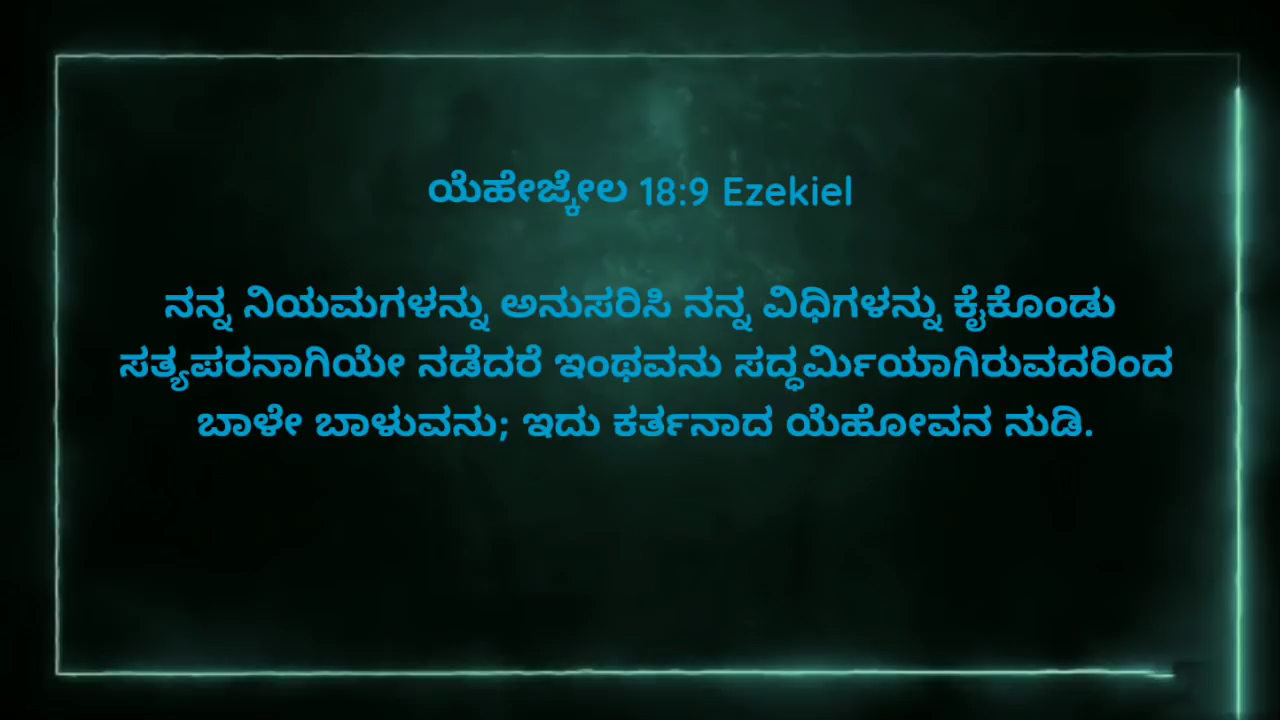 ಯೆಹೇಜ್ಕೇಲ 18:9 Ezekiel
ನನ್ನ ನಿಯಮಗಳನ್ನು ಅನುಸರಿಸಿ ನನ್ನ ವಿಧಿಗಳನ್ನು ಕೈಕೊಂಡು
ಸತ್ಯಪರನಾಗಿಯೇ ನಡೆದರೆ ಇಂಥವನು ಸದ್ಧರ್ಮಿಯಾಗಿರುವದರಿಂದ
ಬಾಳೇ ಬಾಳುವನು; ಇದು ಕರ್ತನಾದ ಯೆಹೋವನ ನುಡಿ.